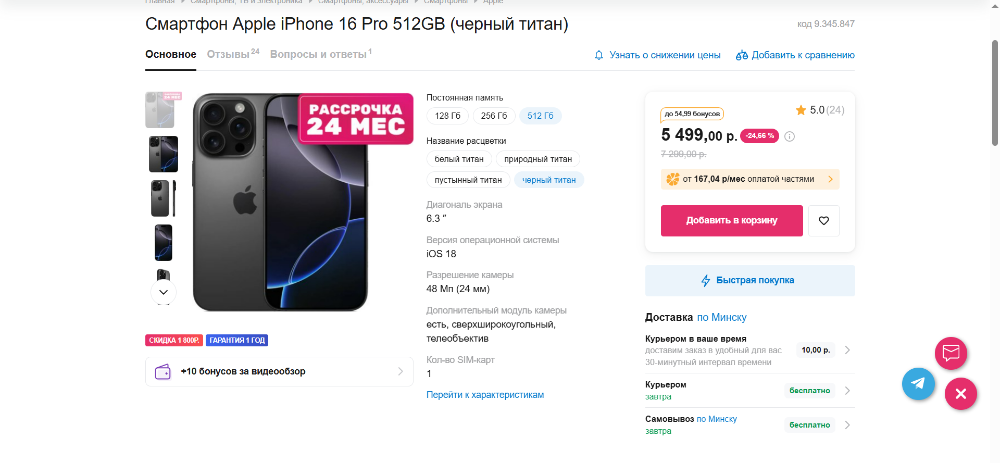 Главная Смартфоны, ТВ и электроника Смартфоны, аксессуары Смартфоны Apple
Смартфон Apple iPhone 16 Pro 512GB (черный титан)
код 9.345.847
Основное Отзывы 24 Вопросы и ответы 1
Узнать о снижении цены Добавить к сравнению
РАССРОЧКА
24 МЕС
РАССРОЧКА
24 МЕС
СКИДКА 1 800Р. ГАРАНТИЯ 1 ГОД
+10 бонусов за видеообзор
Постоянная память
128 Гб 256 Гб 512 Гб
Название расцветки
белый титан природный титан
пустынный титан черный титан
Диагональ экрана
6.3 "
Версия операционной системы
iOS 18
Разрешение камеры
48 Мп (24 мм)
Дополнительный модуль камеры
есть, сверхширокоугольный,
телеобъектив
Кол-во SIM-карт
1
Перейти к характеристикам
до 54,99 бонусов
5.0 (24)
5 499,00 р. -24,66 %
7 299,00 р.
от 167,04 р/мес оплатой частями
Добавить в корзину
Быстрая покупка
Доставка по Минску
Курьером в ваше время
доставим заказ в удобный для вас
30-минутный интервал времени
10,00 р.
Курьером
завтра
бесплатно
Самовывоз по Минску
завтра
бесплатно